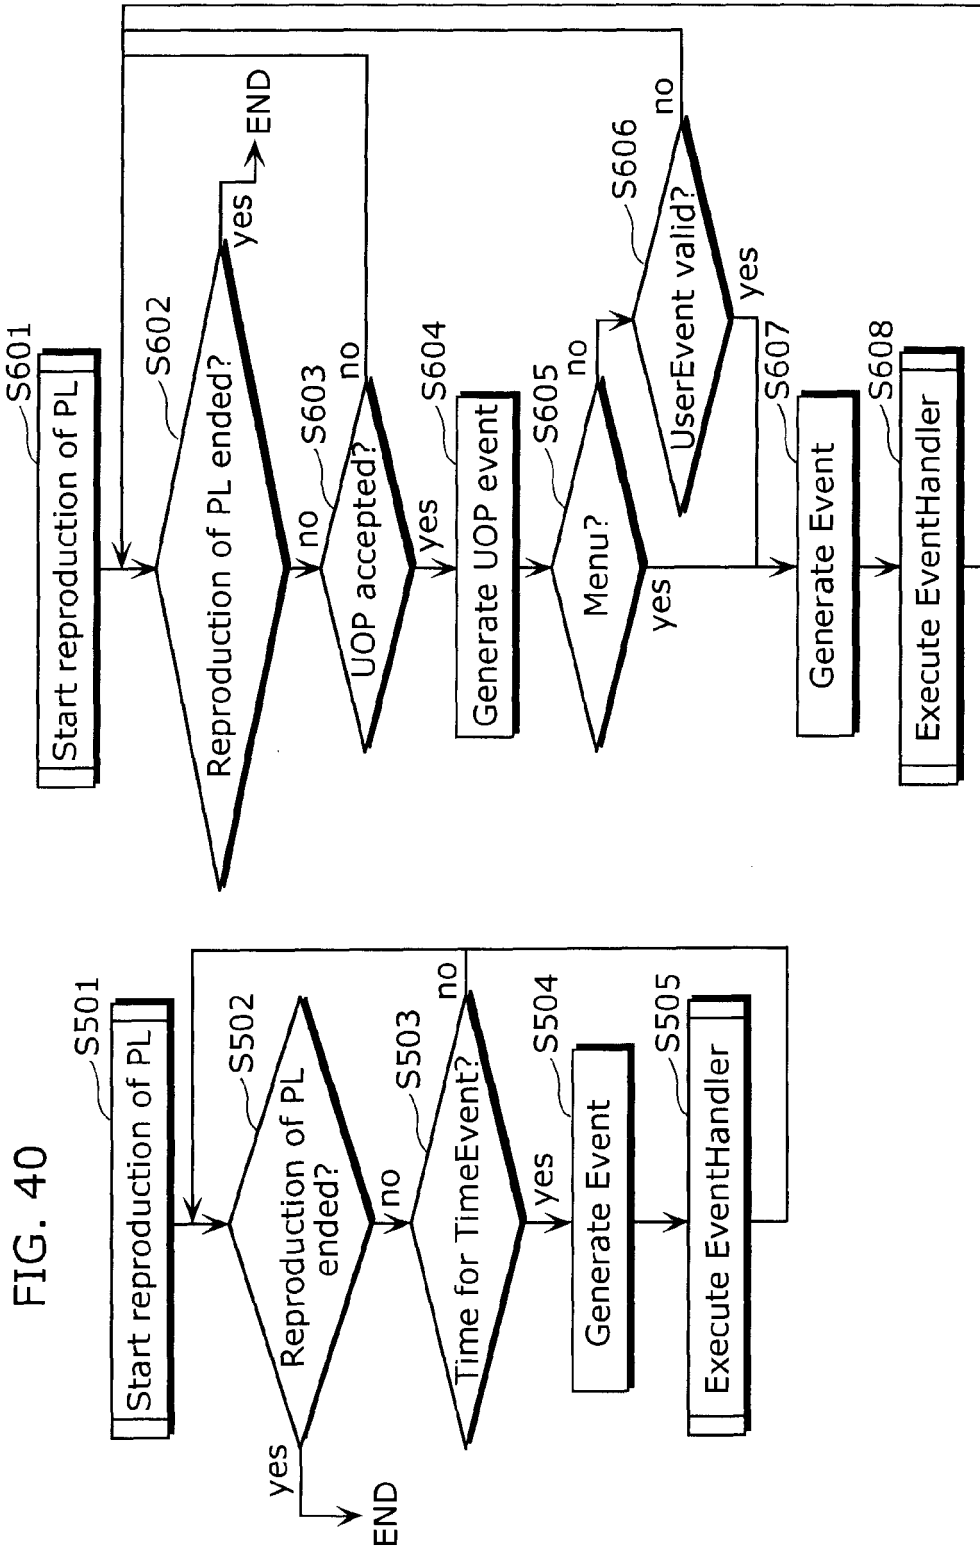 FIG. 40
S501
Start reproduction of PL
S502
Reproduction of PL
ended?
yes
END
no
S503
Time for TimeEvent?
no
yes
S504
Generate Event
S505
Execute EventHandler
S601
Start reproduction of PL
S602
Reproduction of PL ended?
yes
END
no
S603
UOP accepted?
no
yes
S604
Generate UOP event
S605
Menu?
no
yes
S606
UserEvent valid?
no
yes
S607
Generate Event
S608
Execute EventHandler